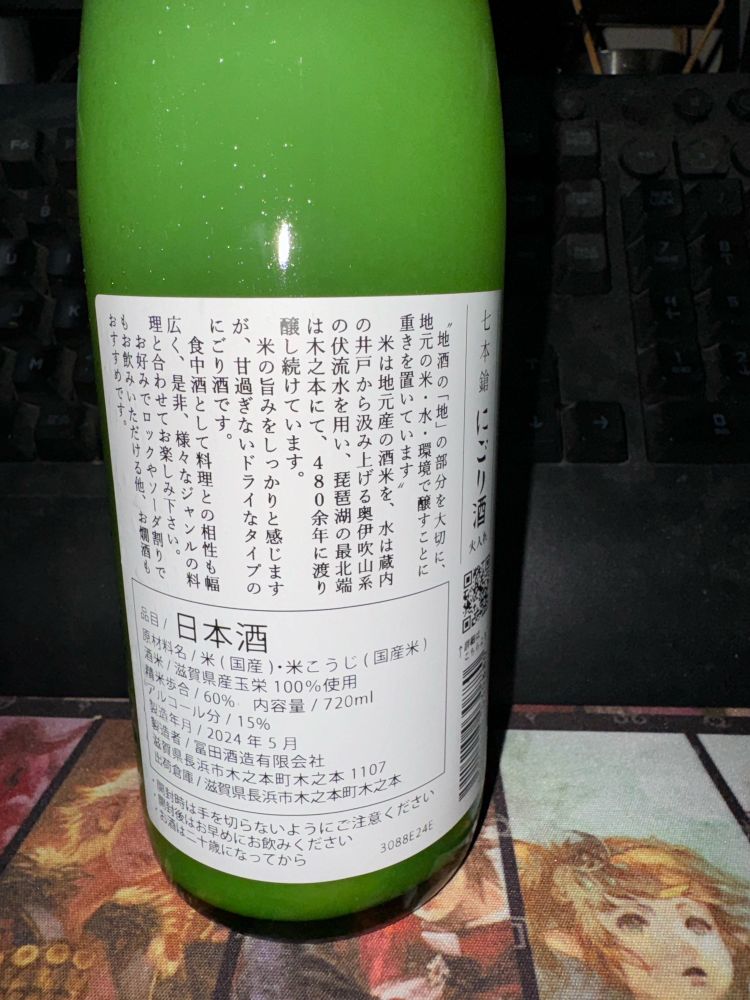 七本鎗 にごり酒 火入れ
"地酒の「地」の部分を大切に、
地元の米・水・環境で醸すことに
重きを置いています"
米は地元産の酒米を、水は蔵内
の井戸から汲み上げる奥伊吹山系
の伏流水を用い、琵琶湖の最北端
は木之本にて、480余年に渡り
醸し続けています。
米の旨みをしっかりと感じます
が、甘過ぎないドライなタイプの
にごり酒です。
食中酒として料理との相性も幅
広く、是非、様々なジャンルの料
理と合わせてお楽しみ下さい。
お好みでロックやソーダ割りで
もお飲みいただける他、お燗酒も
おすすめです。
品目/日本酒
原材料名/米(国産)・米こうじ(国産米)
酒米/滋賀県産玉栄100%使用
精米歩合/60% 内容量/720ml
アルコール分/15%
製造年月/2024年5月
製造者/冨田酒造有限会社
滋賀県長浜市木之本町木之本1107
出荷倉庫/滋賀県長浜市木之本町木之本
・開封時は手を切らないようにご注意ください
・開封後はお早めにお飲みください
・お酒は二十歳になってから
3088E24E